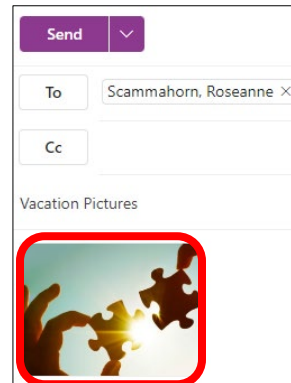 Send
To
Scammahorn, Roseanne ×
Cc
Vacation Pictures